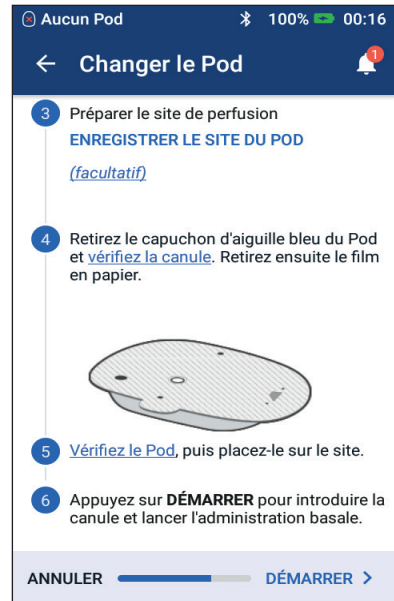 Aucun Pod 100% 00:16
Changer le Pod 1
3 Préparer le site de perfusion
ENREGISTRER LE SITE DU POD
(facultatif)
4 Retirez le capuchon d'aiguille bleu du Pod
et vérifiez la canule. Retirez ensuite le film
en papier.
5 Vérifiez le Pod, puis placez-le sur le site.
6 Appuyez sur DÉMARRER pour introduire la
canule et lancer l'administration basale.
ANNULER DÉMARRER